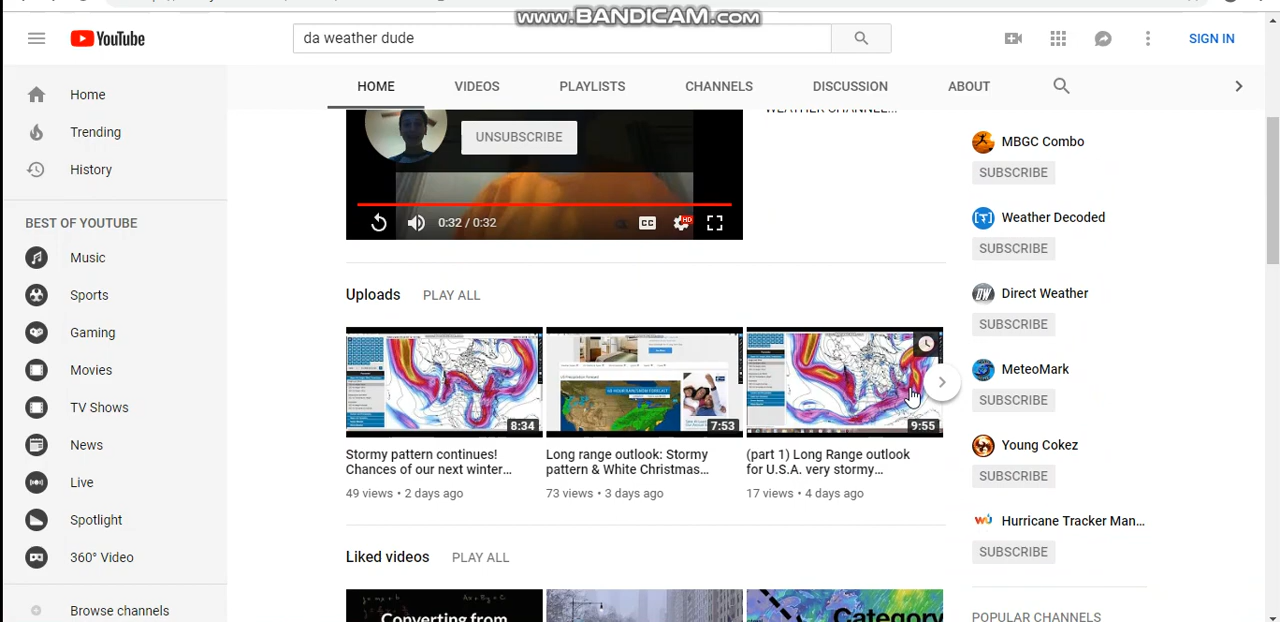 www.BANDICAM.com
YouTube
da weather dude
SIGN IN
HOME
VIDEOS
PLAYLISTS
CHANNELS
DISCUSSION
ABOUT
Home
Trending
History
BEST OF YOUTUBE
Music
Sports
Gaming
Movies
TV Shows
News
Live
Spotlight
360° Video
Browse channels
UNSUBSCRIBE
0:32 / 0:32
CC
HD
WEATHER CHANNEL...
Uploads PLAY ALL
8:34
7:53
9:55
Stormy pattern continues!
Chances of our next winter...
49 views • 2 days ago
Long range outlook: Stormy
pattern & White Christmas...
73 views • 3 days ago
(part 1) Long Range outlook
for U.S.A. very stormy...
17 views • 4 days ago
Liked videos PLAY ALL
Converting from
Category
MBGC Combo
SUBSCRIBE
Weather Decoded
SUBSCRIBE
Direct Weather
SUBSCRIBE
MeteoMark
SUBSCRIBE
Young Cokez
SUBSCRIBE
Hurricane Tracker Man...
SUBSCRIBE
POPULAR CHANNELS